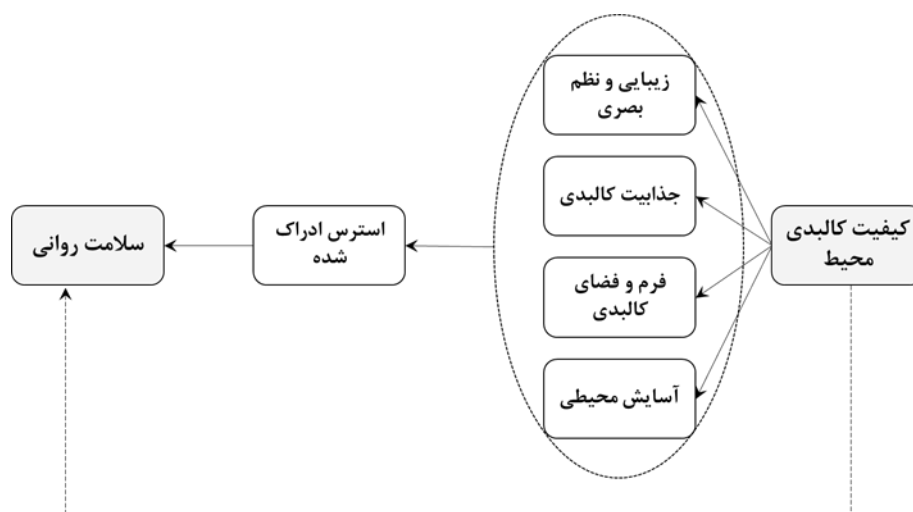 زیبایی و نظم
بصری
جذابیت کالبدی
کیفیت کالبدی
محیط
استرس ادراک
شده
سلامت روانی
فرم و فضای
کالبدی
آسایش محیطی